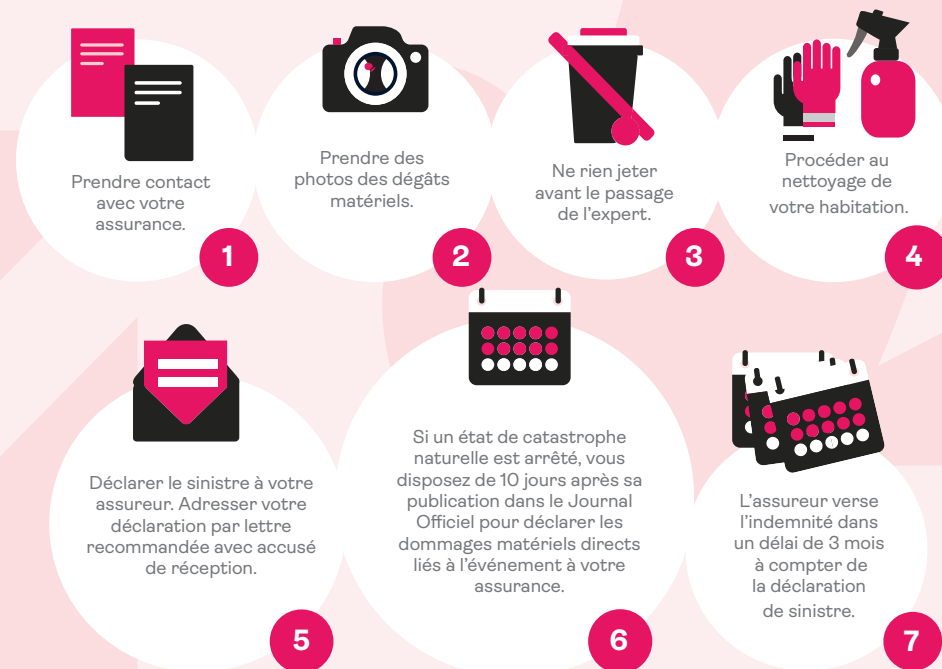 Prendre contact
avec votre
assurance.
1
Prendre des
photos des dégâts
matériels.
2
Ne rien jeter
avant le passage
de l'expert.
3
Procéder au
nettoyage de
votre habitation.
4
Déclarer le sinistre à votre
assureur. Adresser votre
déclaration par lettre
recommandée avec accusé
de réception.
5
Si un état de catastrophe
naturelle est arrêté, vous
disposez de 10 jours après sa
publication dans le Journal
Officiel pour déclarer les
dommages matériels directs
liés à l'événement à votre
assurance.
6
L'assureur verse
l'indemnité dans
un délai de 3 mois
à compter de
la déclaration
de sinistre.
7